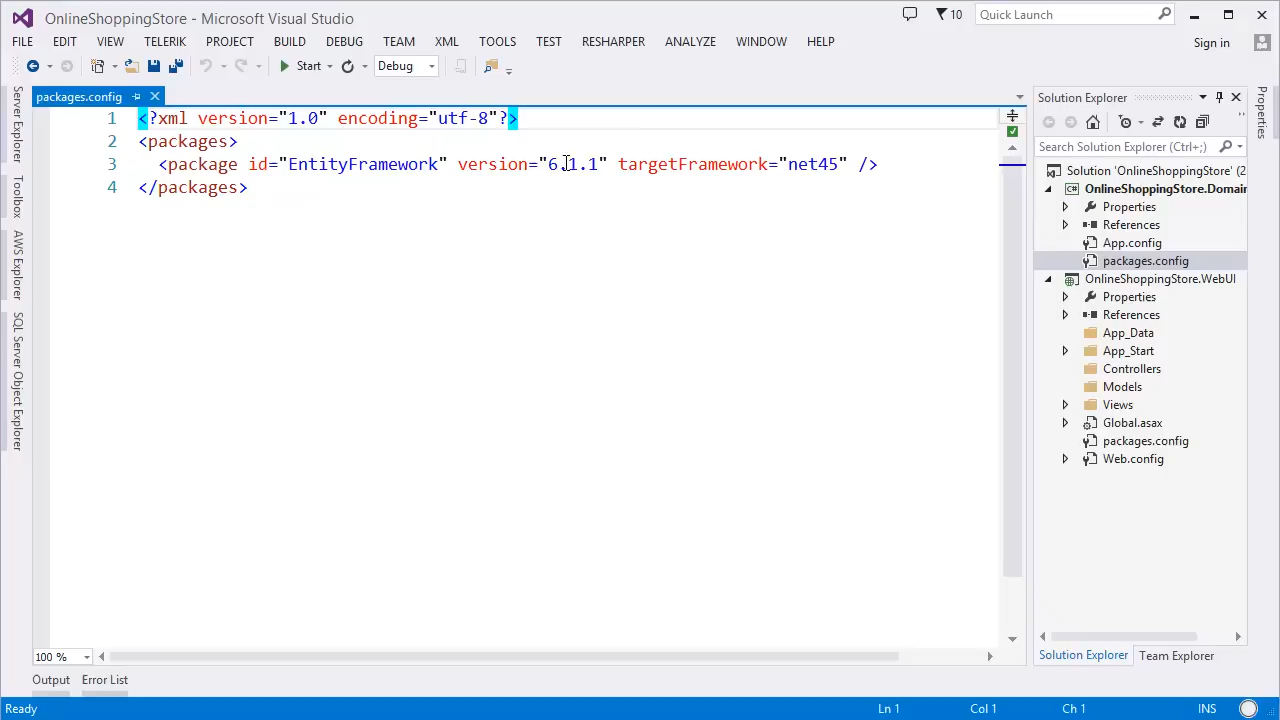 OnlineShoppingStore - Microsoft Visual Studio
10
Quick Launch
FILE EDIT VIEW TELERIK PROJECT BUILD DEBUG TEAM XML TOOLS TEST RESHARPER ANALYZE WINDOW HELP
Sign in
Start
Debug
packages.config
1 <?xml version="1.0" encoding="utf-8"?>
2 <packages>
3 <package id="EntityFramework" version="6.1.1" targetFramework="net45" />
4 </packages>
100 %
Server Explorer
Toolbox
AWS Explorer
SQL Server Object Explorer
Solution Explorer
Search Solution Explorer (Ctrl+;)
Solution 'OnlineShoppingStore' (2
OnlineShoppingStore.Domain
Properties
References
App.config
packages.config
OnlineShoppingStore.WebUI
Properties
References
App_Data
App_Start
Controllers
Models
Views
Global.asax
packages.config
Web.config
Solution Explorer Team Explorer
Properties
Output Error List
Ready
Ln 1 Col 1 Ch 1 INS